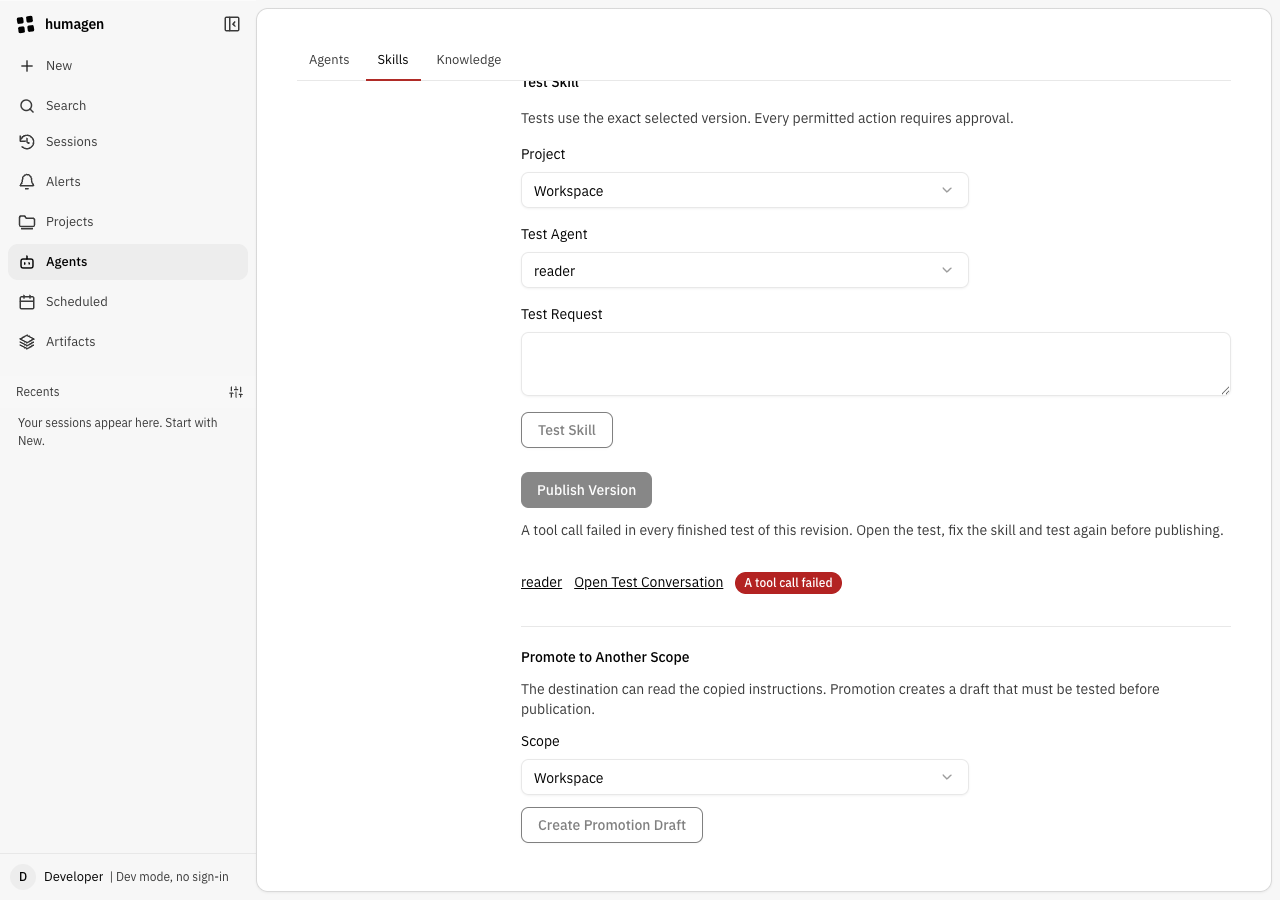 humagen
New
Search
Sessions
Alerts
Projects
Agents
Scheduled
Artifacts
Recents
Your sessions appear here. Start with
New.
Developer | Dev mode, no sign-in
Agents Skills Knowledge
Test Skill
Tests use the exact selected version. Every permitted action requires approval.
Project
Workspace
Test Agent
reader
Test Request
Test Skill
Publish Version
A tool call failed in every finished test of this revision. Open the test, fix the skill and test again before publishing.
reader Open Test Conversation A tool call failed
Promote to Another Scope
The destination can read the copied instructions. Promotion creates a draft that must be tested before
publication.
Scope
Workspace
Create Promotion Draft
D